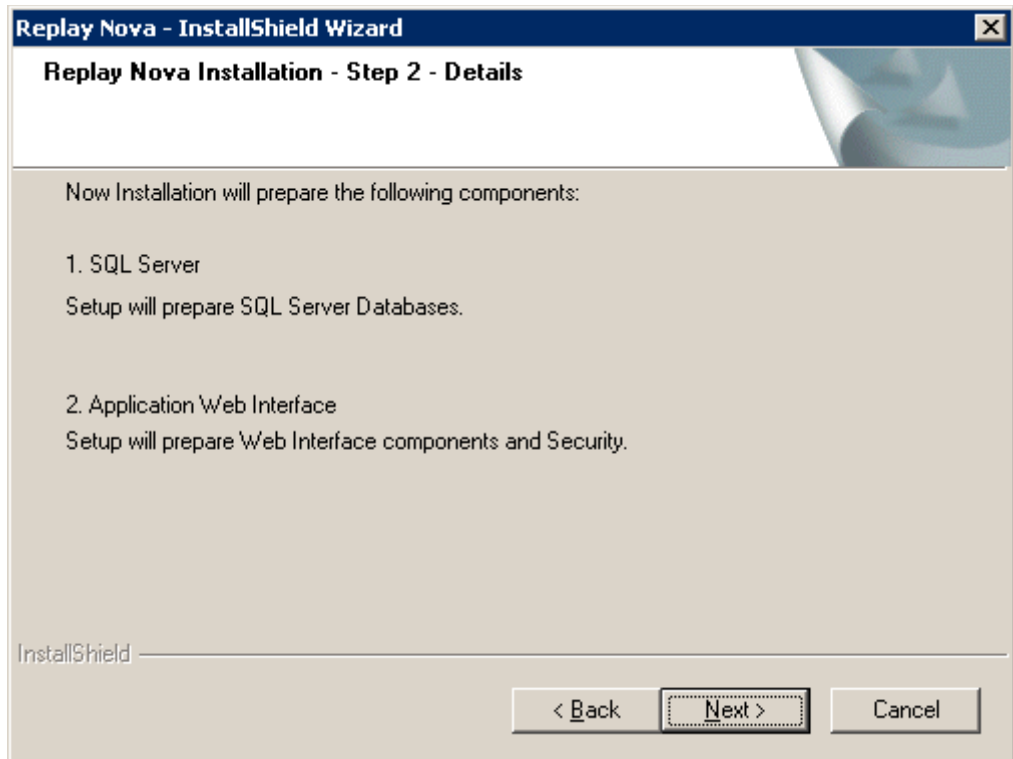 Replay Nova - InstallShield Wizard
Replay Nova Installation - Step 2 - Details
Now Installation will prepare the following components:
1. SQL Server
Setup will prepare SQL Server Databases.
2. Application Web Interface
Setup will prepare Web Interface components and Security.
InstallShield
< Back Next > Cancel